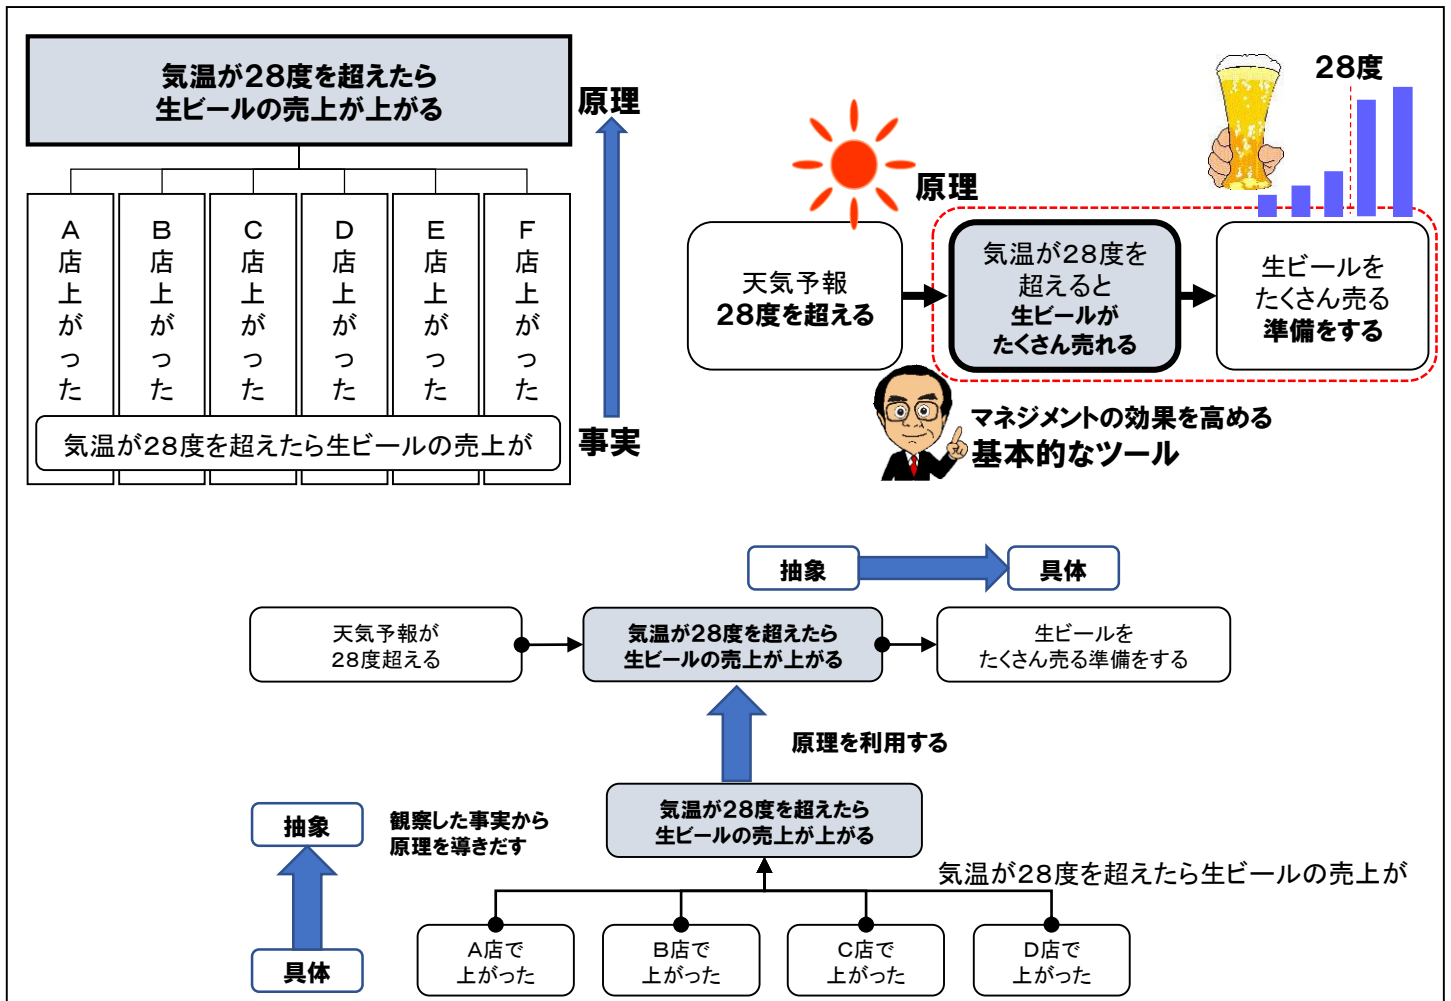 気温が28度を超えたら
生ビールの売上が上がる
原理
A店上がった
B店上がった
C店上がった
D店上がった
E店上がった
F店上がった
気温が28度を超えたら生ビールの売上が
事実
28度
原理
天気予報
28度を超える
気温が28度を
超えると
生ビールが
たくさん売れる
生ビールを
たくさん売る
準備をする
マネジメントの効果を高める
基本的なツール
抽象
具体
天気予報が
28度超える
気温が28度を超えたら
生ビールの売上が上がる
生ビールを
たくさん売る準備をする
原理を利用する
気温が28度を超えたら
生ビールの売上が上がる
抽象
観察した事実から
原理を導きだす
具体
気温が28度を超えたら生ビールの売上が
A店で
上がった
B店で
上がった
C店で
上がった
D店で
上がった